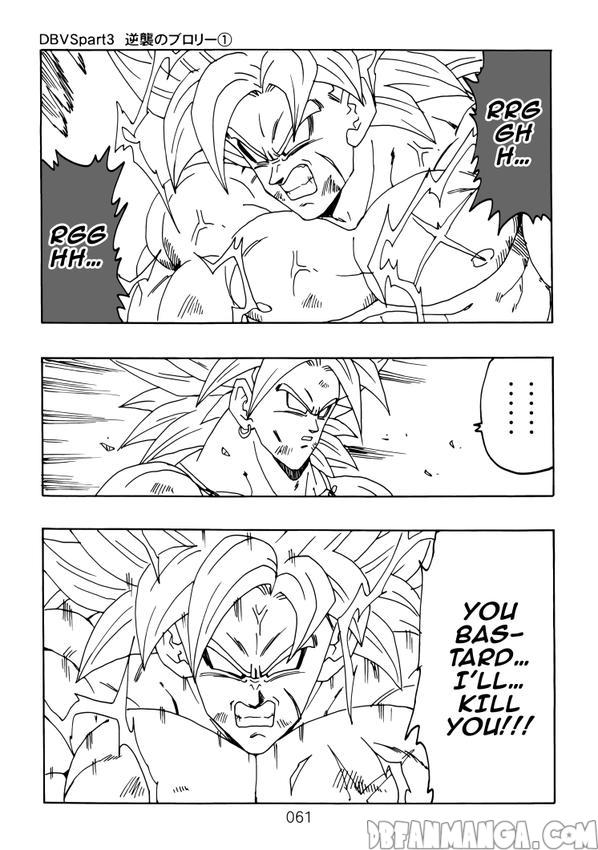 DBVSpart3 逆襲のブロリー①
RRG
GGH
H...
RGG
HH...
......
......
YOU
BAS-
TARD...
I'LL...
KILL
YOU!!!
061
DBFANMANGA.COM